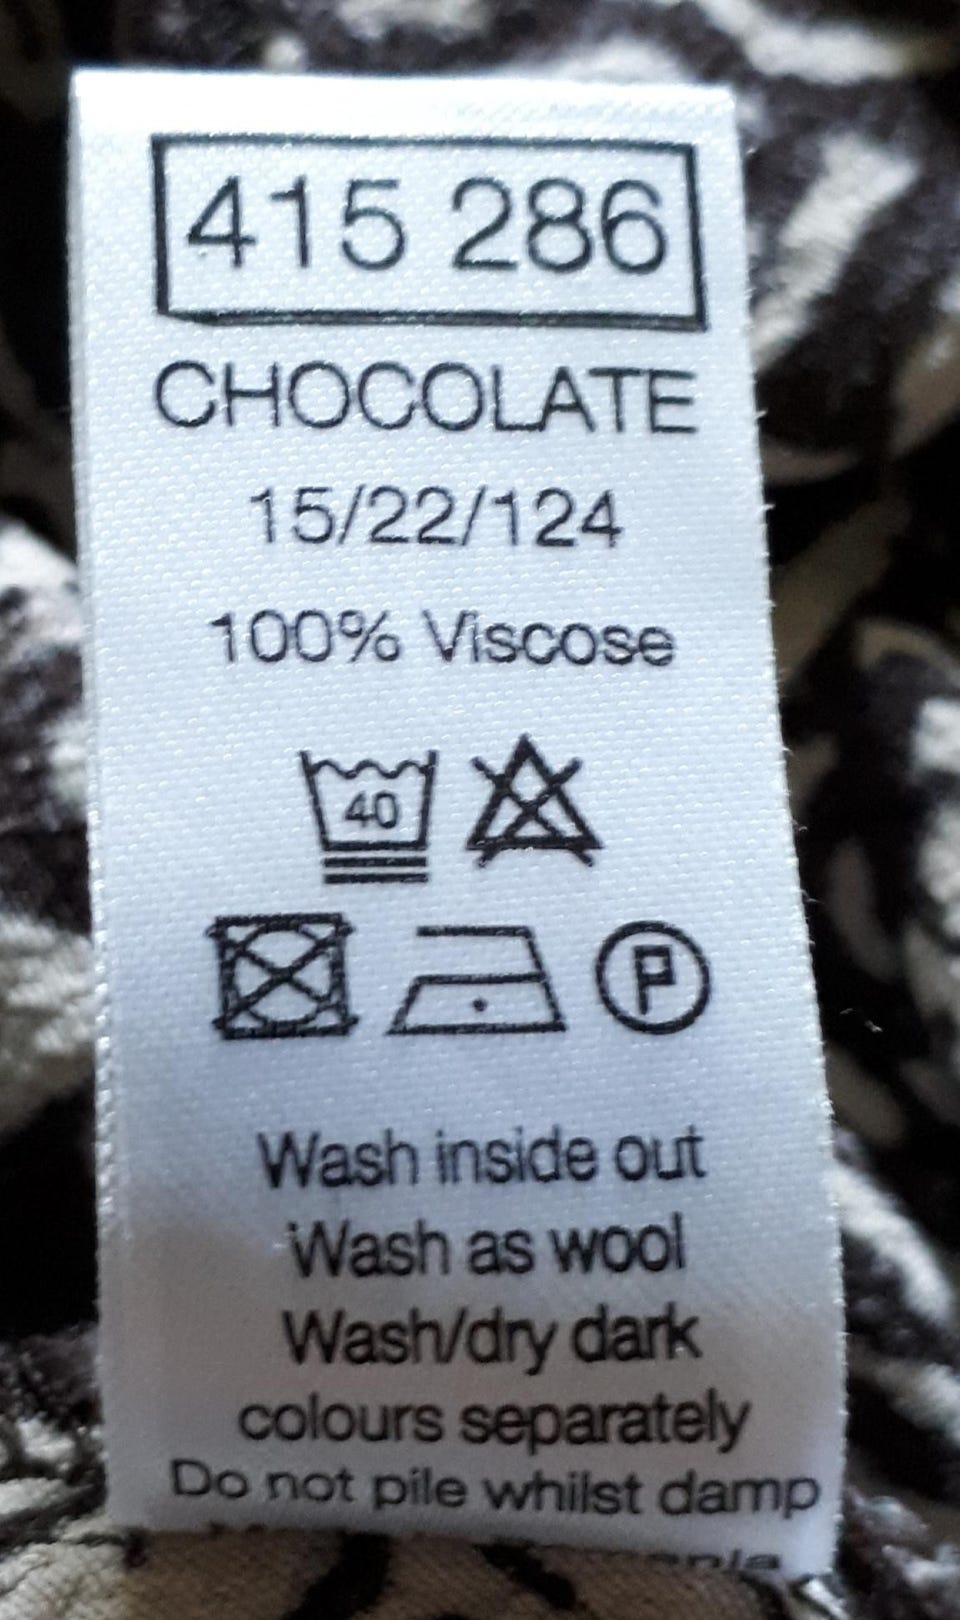 415 286
CHOCOLATE
15/22/124
100% Viscose
40
P
Wash inside out
Wash as wool
Wash/dry dark
colours separately
Do not pile whilst damp